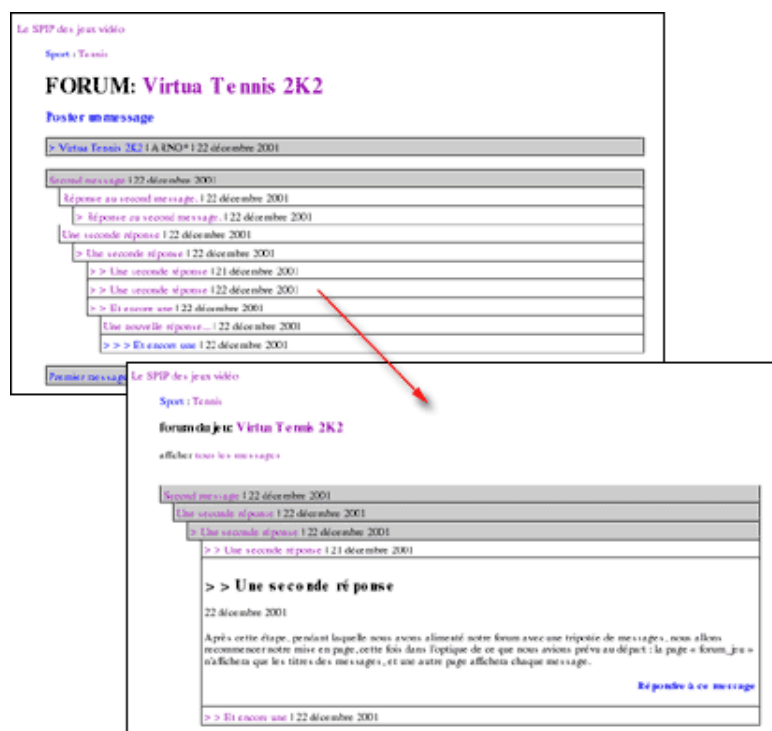 Le SPIP des jeux vidéo
Sport : Tennis
FORUM: Virtua Tennis 2K2
Poster un message
> Virtua Tennis 2K2 | ARNO* | 22 décembre 2001
Second message | 22 décembre 2001
Réponse au second message. | 22 décembre 2001
> Réponse au second message. | 22 décembre 2001
Une seconde réponse | 22 décembre 2001
> Une seconde réponse | 22 décembre 2001
> > Une seconde réponse | 21 décembre 2001
> > Une seconde réponse | 22 décembre 2001
> > Et encore une | 22 décembre 2001
Une nouvelle réponse... | 22 décembre 2001
> > > Et encore une | 22 décembre 2001
Premier message
Le SPIP des jeux vidéo
Sport : Tennis
forum du jeu: Virtua Tennis 2K2
afficher tous les messages
Second message | 22 décembre 2001
Une seconde réponse | 22 décembre 2001
> Une seconde réponse | 22 décembre 2001
> > Une seconde réponse | 21 décembre 2001
> > Une seconde réponse
22 décembre 2001
Après cette étape, pendant laquelle nous avons alimenté notre forum avec une tripotée de messages, nous allons
recommencer notre mise en page, cette fois dans l'optique de ce que nous avions prévu au départ : la page « forum_jeu »
n'affichera que les titres des messages, et une autre page affichera chaque message.
Répondre à ce message
> > Et encore une | 22 décembre 2001